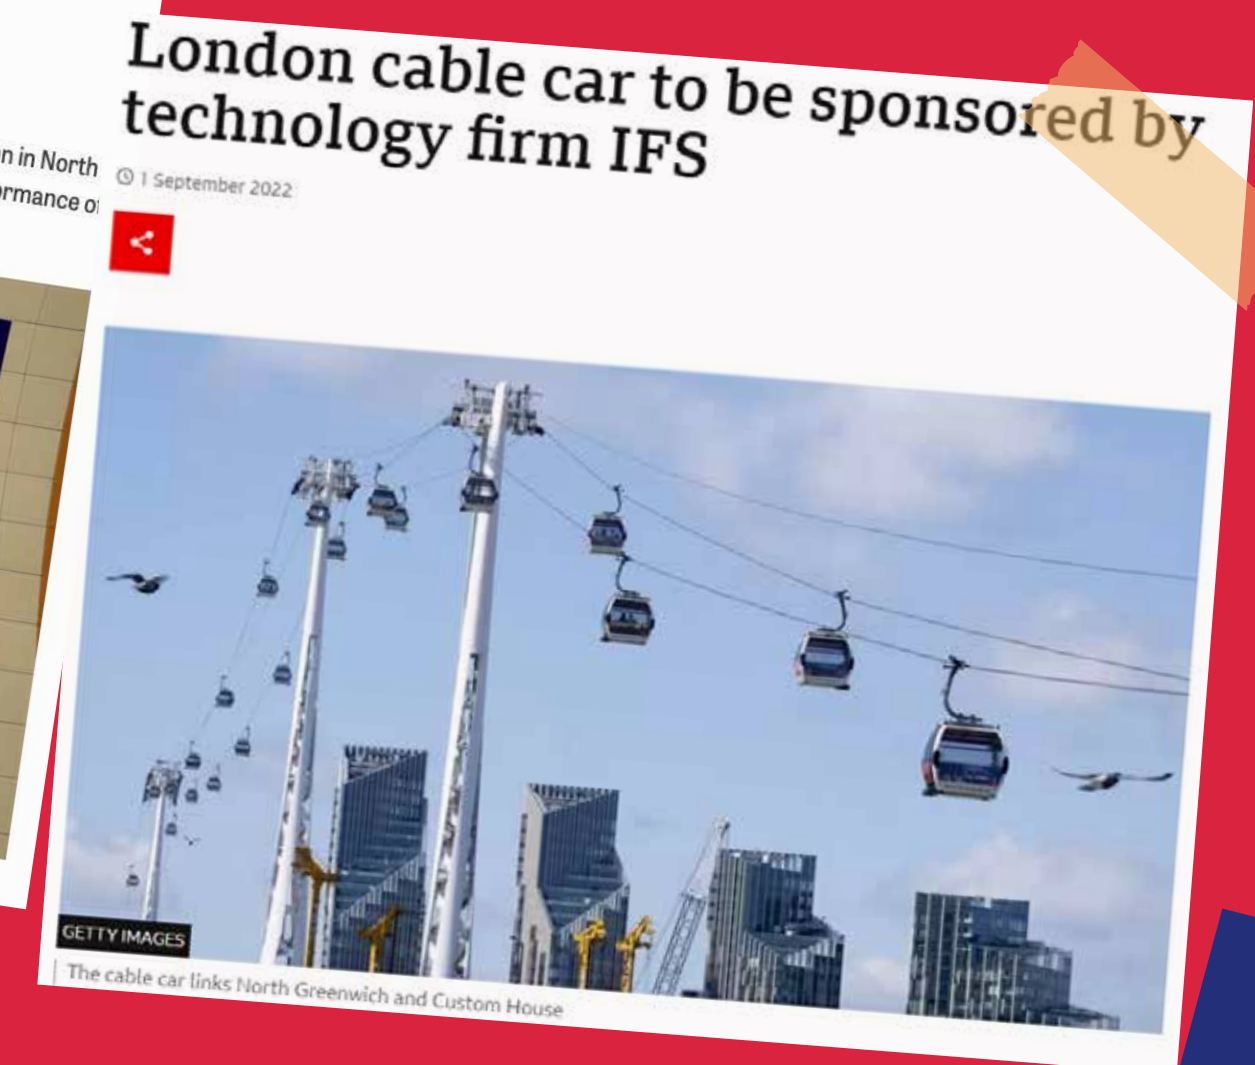 London cable car to be sponsored by
technology firm IFS
1 September 2022
n in North
rmance of
GETTY IMAGES
The cable car links North Greenwich and Custom House